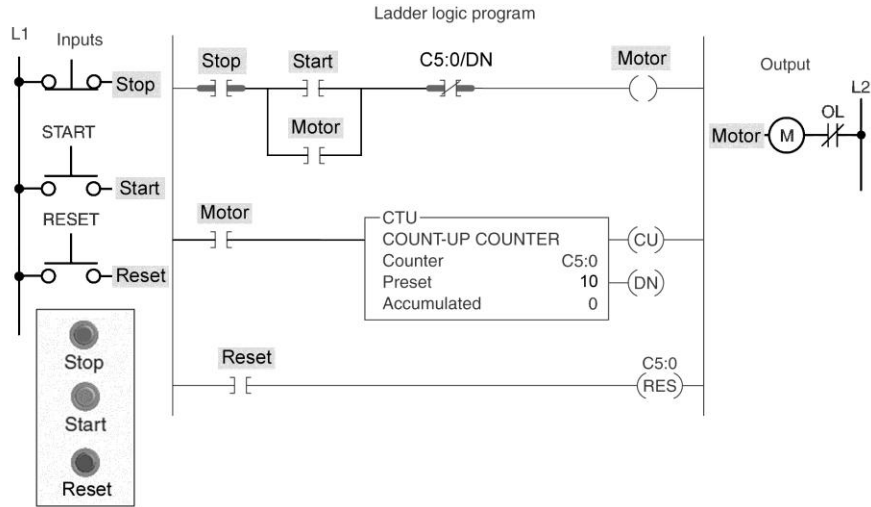 Ladder logic program
L1
Inputs
Stop
START
Start
RESET
Reset
Stop
Start
Reset
Stop
Start
C5:0/DN
Motor
Motor
Motor
CTU
COUNT-UP COUNTER
Counter C5:0
Preset 10
Accumulated 0
CU
DN
Reset
C5:0
RES
Output
L2
OL
Motor
M